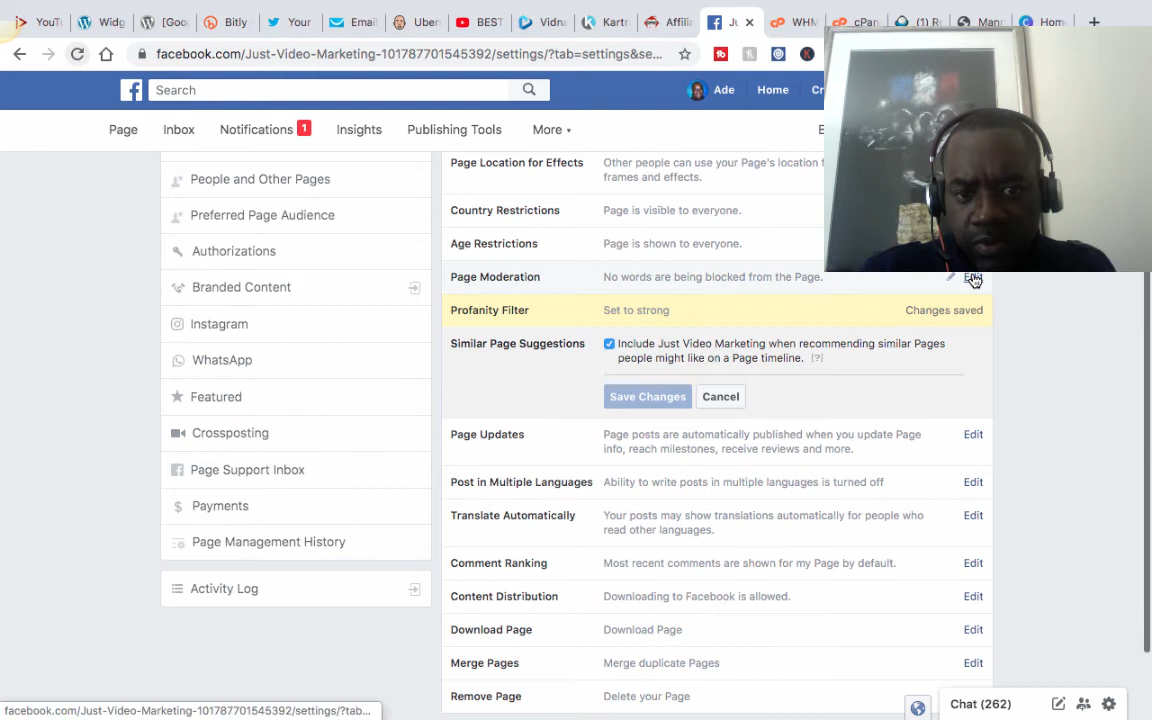 YouTu
Widg
[Goo
Bitly
Your
Email
Uber
BEST
Vidna
Kartr
Affilia
Ju
WHM
cPan
(1) R
Mann
Home
facebook.com/Just-Video-Marketing-101787701545392/settings/?tab=settings&se...
Search
Ade
Home
Cr
Page
Inbox
Notifications 1
Insights
Publishing Tools
More
People and Other Pages
Preferred Page Audience
Authorizations
Branded Content
Instagram
WhatsApp
Featured
Crossposting
Page Support Inbox
Payments
Page Management History
Activity Log
Page Location for Effects
Other people can use your Page's location f
frames and effects.
Country Restrictions
Page is visible to everyone.
Age Restrictions
Page is shown to everyone.
Page Moderation
No words are being blocked from the Page.
Edit
Profanity Filter
Set to strong
Changes saved
Similar Page Suggestions
Include Just Video Marketing when recommending similar Pages
people might like on a Page timeline. [?]
Save Changes
Cancel
Page Updates
Page posts are automatically published when you update Page
info, reach milestones, receive reviews and more.
Edit
Post in Multiple Languages
Ability to write posts in multiple languages is turned off
Edit
Translate Automatically
Your posts may show translations automatically for people who
read other languages.
Edit
Comment Ranking
Most recent comments are shown for my Page by default.
Edit
Content Distribution
Downloading to Facebook is allowed.
Edit
Download Page
Download Page
Edit
Merge Pages
Merge duplicate Pages
Edit
Remove Page
Delete your Page
facebook.com/Just-Video-Marketing-101787701545392/settings/?tab...
Chat (262)